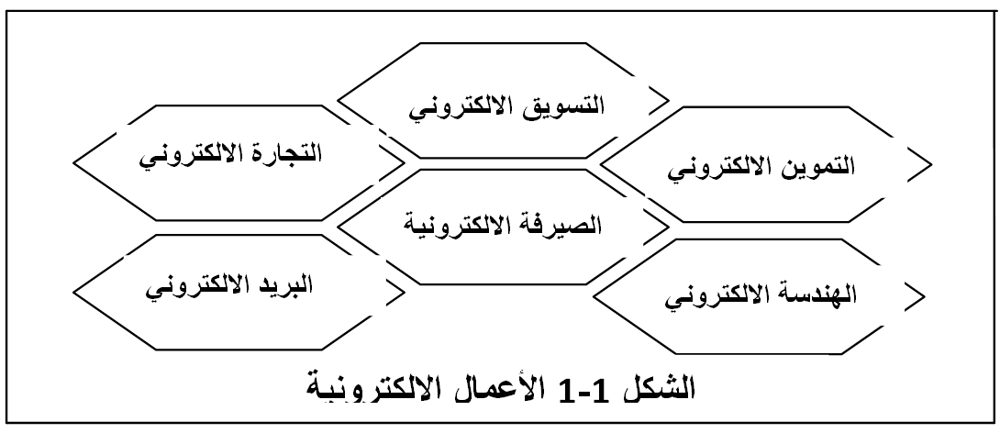 التسويق الالكتروني
التموين الالكتروني
التجارة الالكتروني
الصيرفة الالكترونية
الهندسة الالكتروني
البريد الالكتروني
الشكل 1-1 الأعمال الالكترونية